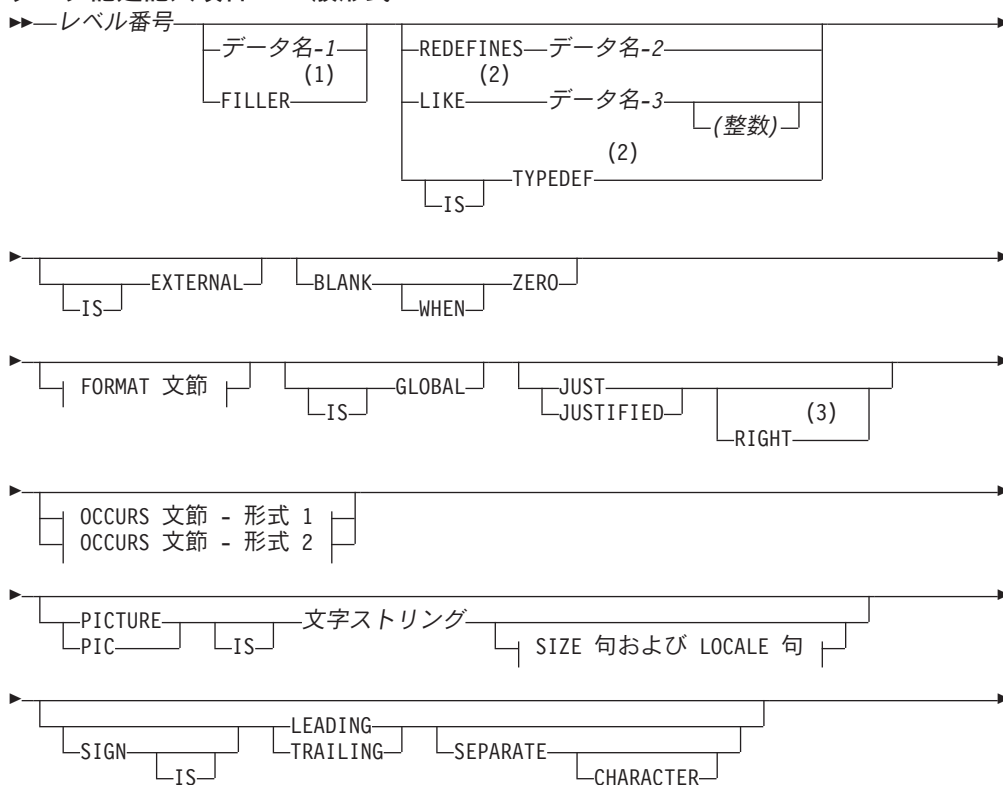 レベル番号
データ名-1
(1)
FILLER
REDEFINES データ名-2
(2)
LIKE データ名-3
(整数)
(2)
TYPEDEF
IS
EXTERNAL
IS
BLANK
WHEN
ZERO
FORMAT 文節
IS
GLOBAL
JUST
JUSTIFIED
(3)
RIGHT
OCCURS 文節 - 形式 1
OCCURS 文節 - 形式 2
PICTURE
PIC
IS
文字ストリング
SIZE 句および LOCALE 句
SIGN
IS
LEADING
TRAILING
SEPARATE
CHARACTER